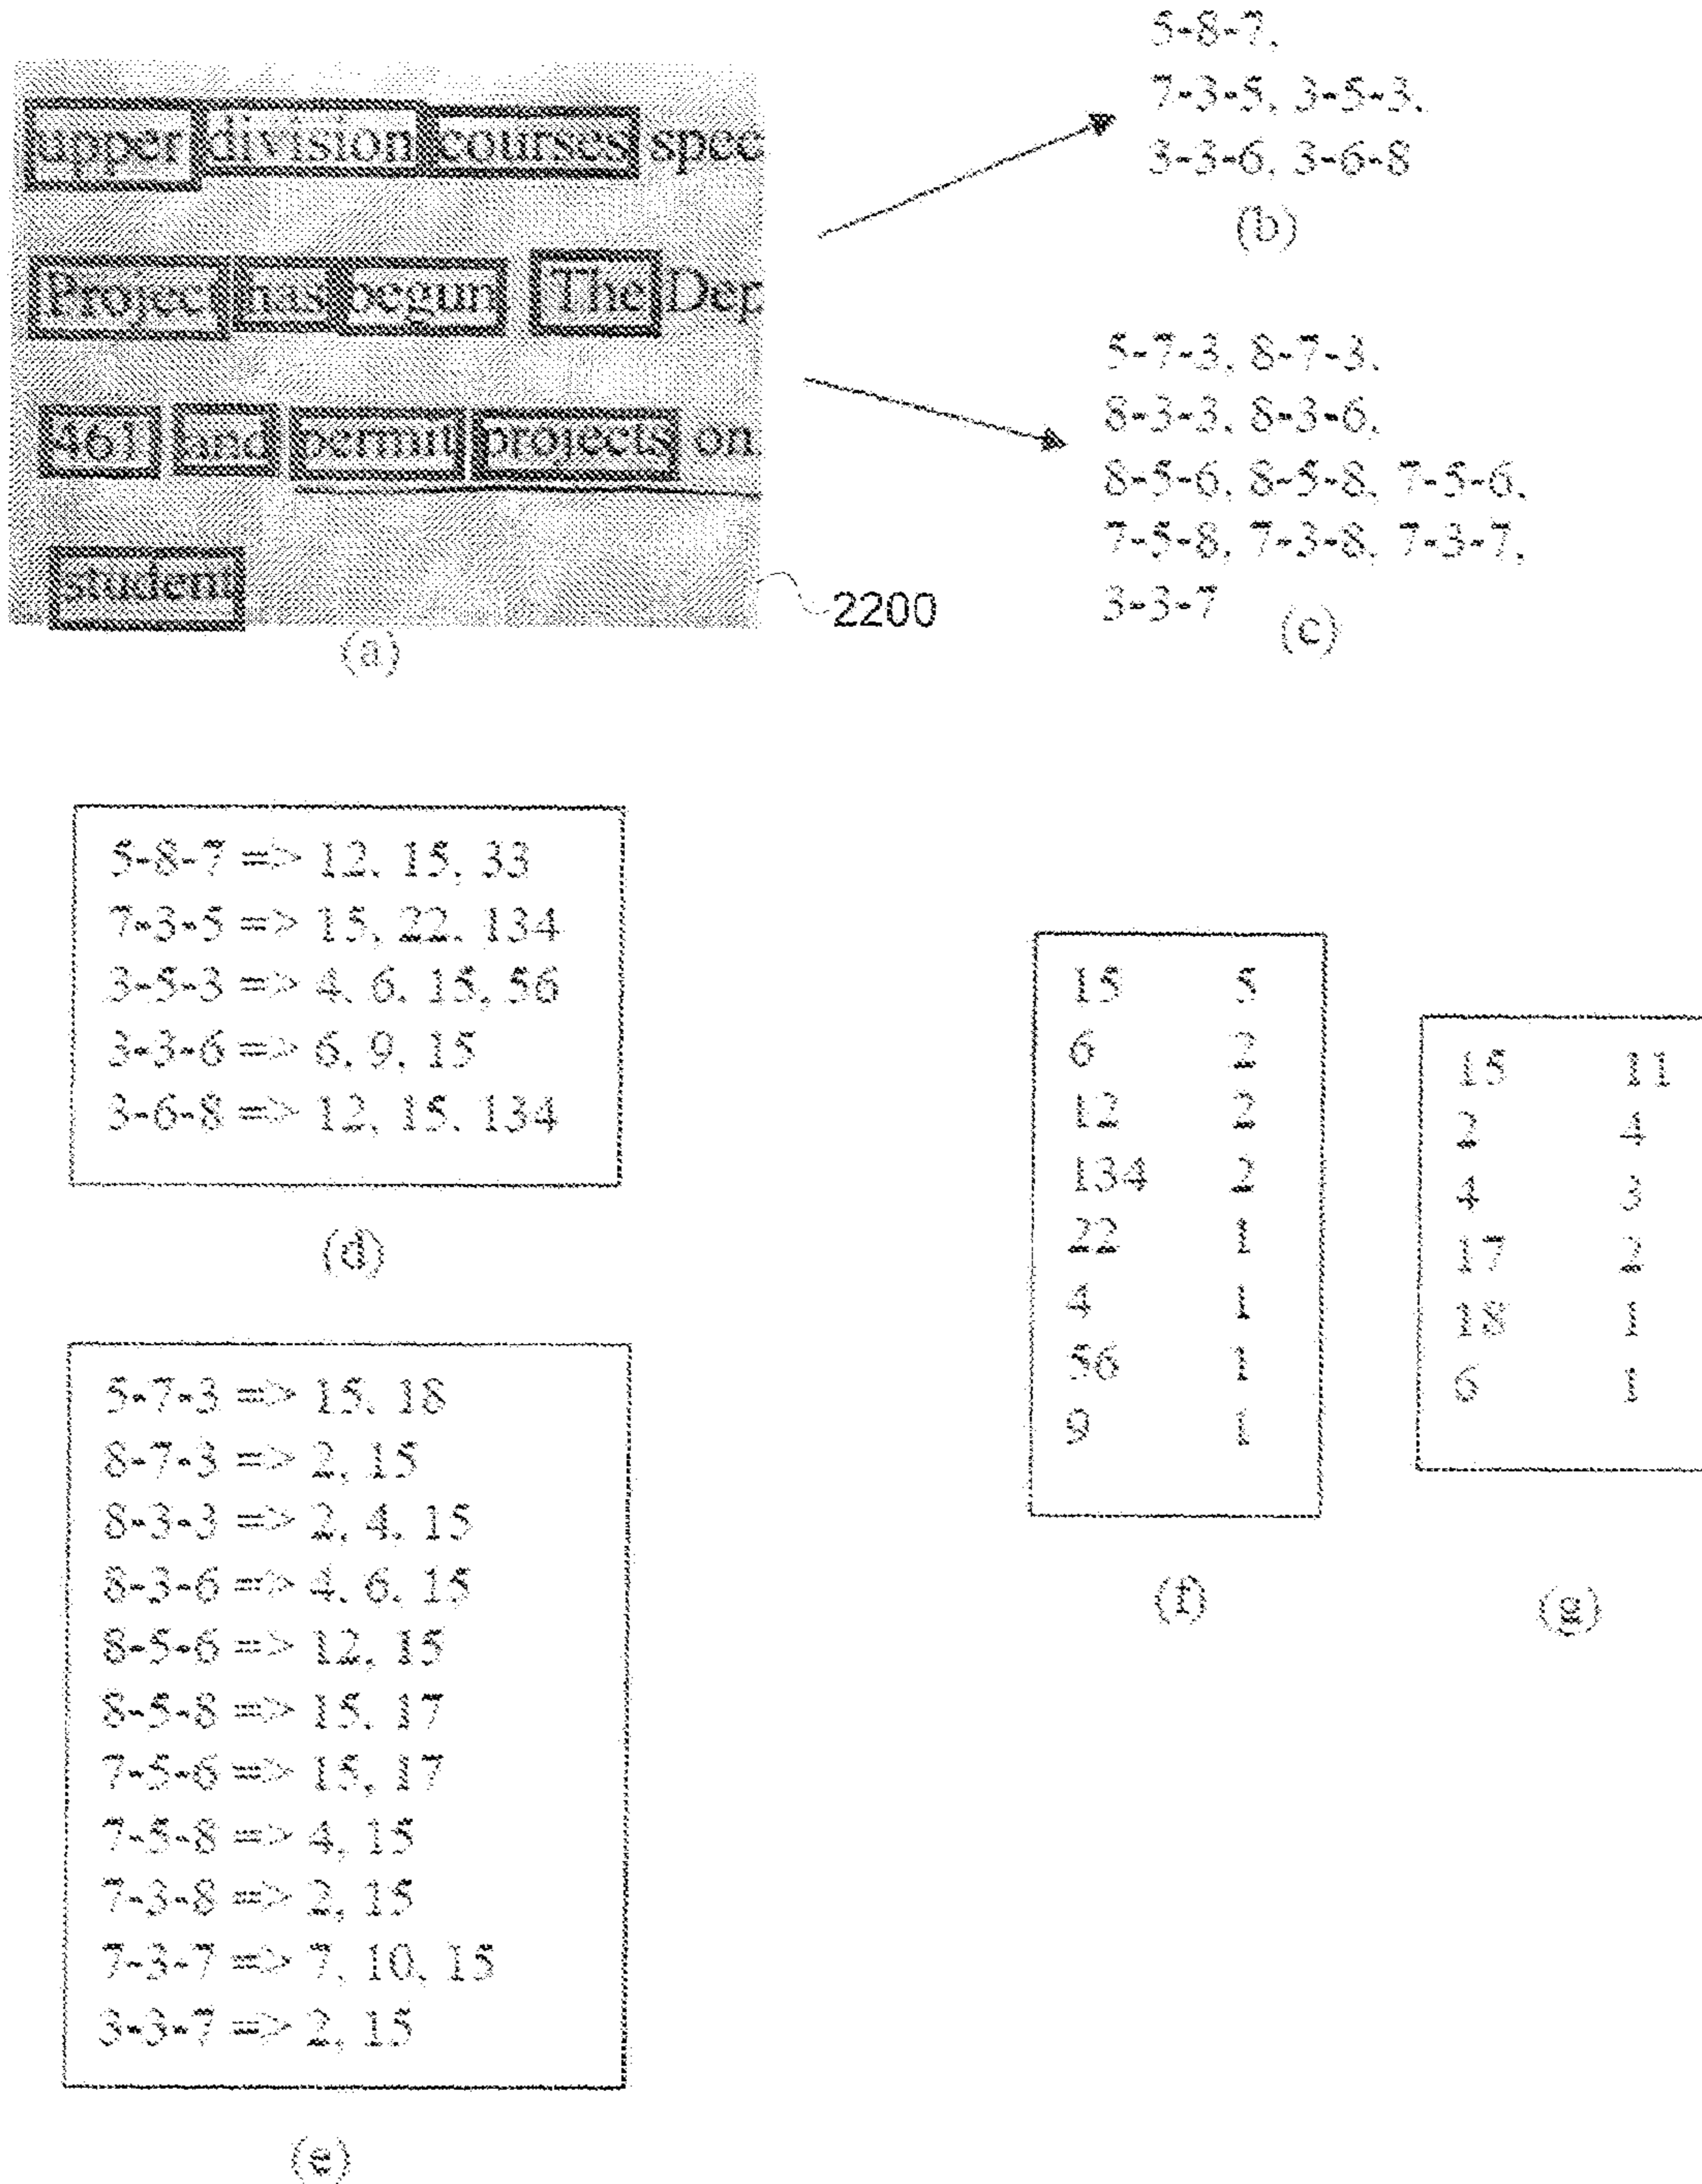 upper division courses spec
Projec has begun The Dep
461 and permit projects on
student
2200
(a)
5-8-7,
7-3-5, 3-5-3,
3-3-6, 3-6-8
(b)
5-7-3, 8-7-3,
8-3-3, 8-3-6,
8-5-6, 8-5-8, 7-5-6,
7-5-8, 7-3-8, 7-3-7,
3-3-7
(c)
5-8-7 => 12, 15, 33
7-3-5 => 15, 22, 134
3-5-3 => 4, 6, 15, 56
3-3-6 => 6, 9, 15
3-6-8 => 12, 15, 134
(d)
5-7-3 => 15, 18
8-7-3 => 2, 15
8-3-3 => 2, 4, 15
8-3-6 => 4, 6, 15
8-5-6 => 12, 15
8-5-8 => 15, 17
7-5-6 => 15, 17
7-5-8 => 4, 15
7-3-8 => 2, 15
7-3-7 => 7, 10, 15
3-3-7 => 2, 15
(e)
15 5
6 2
12 2
134 2
22 1
4 1
56 1
9 1
(f)
15 11
2 4
4 3
17 2
18 1
6 1
(g)